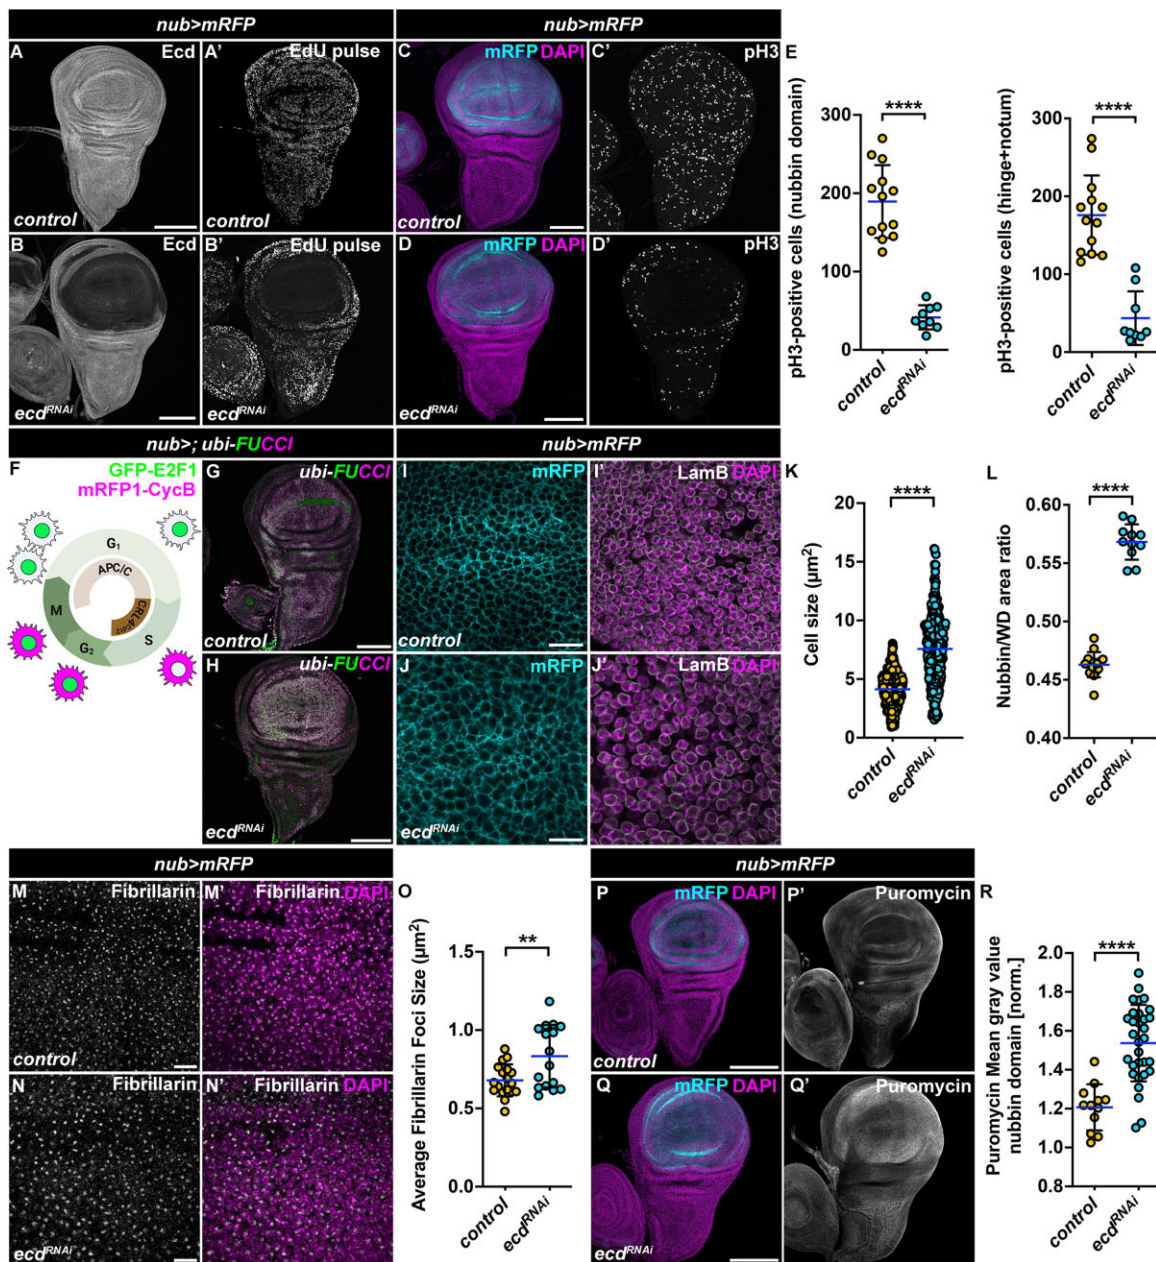 nub>mRFP
nub>mRFP
A
Ecd
A'
EdU pulse
C
mRFP DAPI
C'
pH3
E
control
control
control
B
Ecd
B'
EdU pulse
D
mRFP DAPI
D'
pH3
ecdRNAi
ecdRNAi
ecdRNAi
pH3-positive cells (nubbin domain)
300
200
100
0
****
control
ecdRNAi
pH3-positive cells (hinge+notum)
300
200
100
0
****
control
ecdRNAi
nub>; ubi-FUCCI
nub>mRFP
F
GFP-E2F1
mRFP1-CycB
G1
APC/C
CRL4Cdt2
M
S
G2
G
ubi-FUCCI
control
H
ubi-FUCCI
ecdRNAi
I
mRFP
control
I'
LamB DAPI
J
mRFP
ecdRNAi
J'
LamB DAPI
K
Cell size (µm²)
20
15
10
5
0
****
control
ecdRNAi
L
Nubbin/WD area ratio
0.60
0.55
0.50
0.45
0.40
****
control
ecdRNAi
nub>mRFP
nub>mRFP
M
Fibrillarin
M'
Fibrillarin DAPI
control
N
Fibrillarin
N'
Fibrillarin DAPI
ecdRNAi
O
Average Fibrillarin Foci Size (µm²)
1.5
1.0
0.5
0.0
**
control
ecdRNAi
P
mRFP DAPI
P'
Puromycin
control
Q
mRFP DAPI
Q'
Puromycin
ecdRNAi
R
Puromycin Mean gray value
nubbin domain [norm.]
2.0
1.8
1.6
1.4
1.2
1.0
0.8
****
control
ecdRNAi